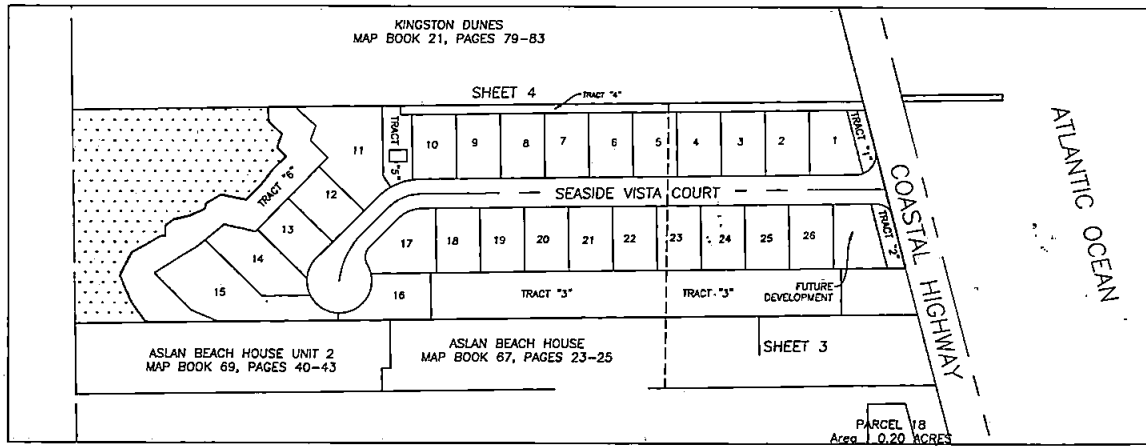 KINGSTON DUNES
MAP BOOK 21, PAGES 79-83
SHEET 4
TRACT "4"
11
TRACT "5"
10
9
8
7
6
5
4
3
2
1
TRACT "1"
TRACT "6"
12
SEASIDE VISTA COURT
COASTAL HIGHWAY
ATLANTIC OCEAN
13
14
15
17
18
19
20
21
22
23
24
25
26
TRACT "2"
16
TRACT "3"
TRACT "3"
FUTURE
DEVELOPMENT
ASLAN BEACH HOUSE UNIT 2
MAP BOOK 69, PAGES 40-43
ASLAN BEACH HOUSE
MAP BOOK 67, PAGES 23-25
SHEET 3
PARCEL 18
Area 0.20 ACRES